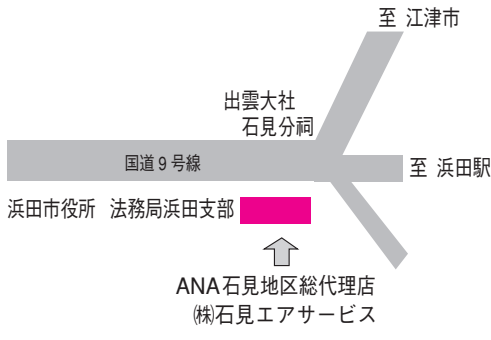 至 江津市
出雲大社
石見分祠
国道9号線
至 浜田駅
浜田市役所 法務局浜田支部
ANA石見地区総代理店
㈱石見エアサービス